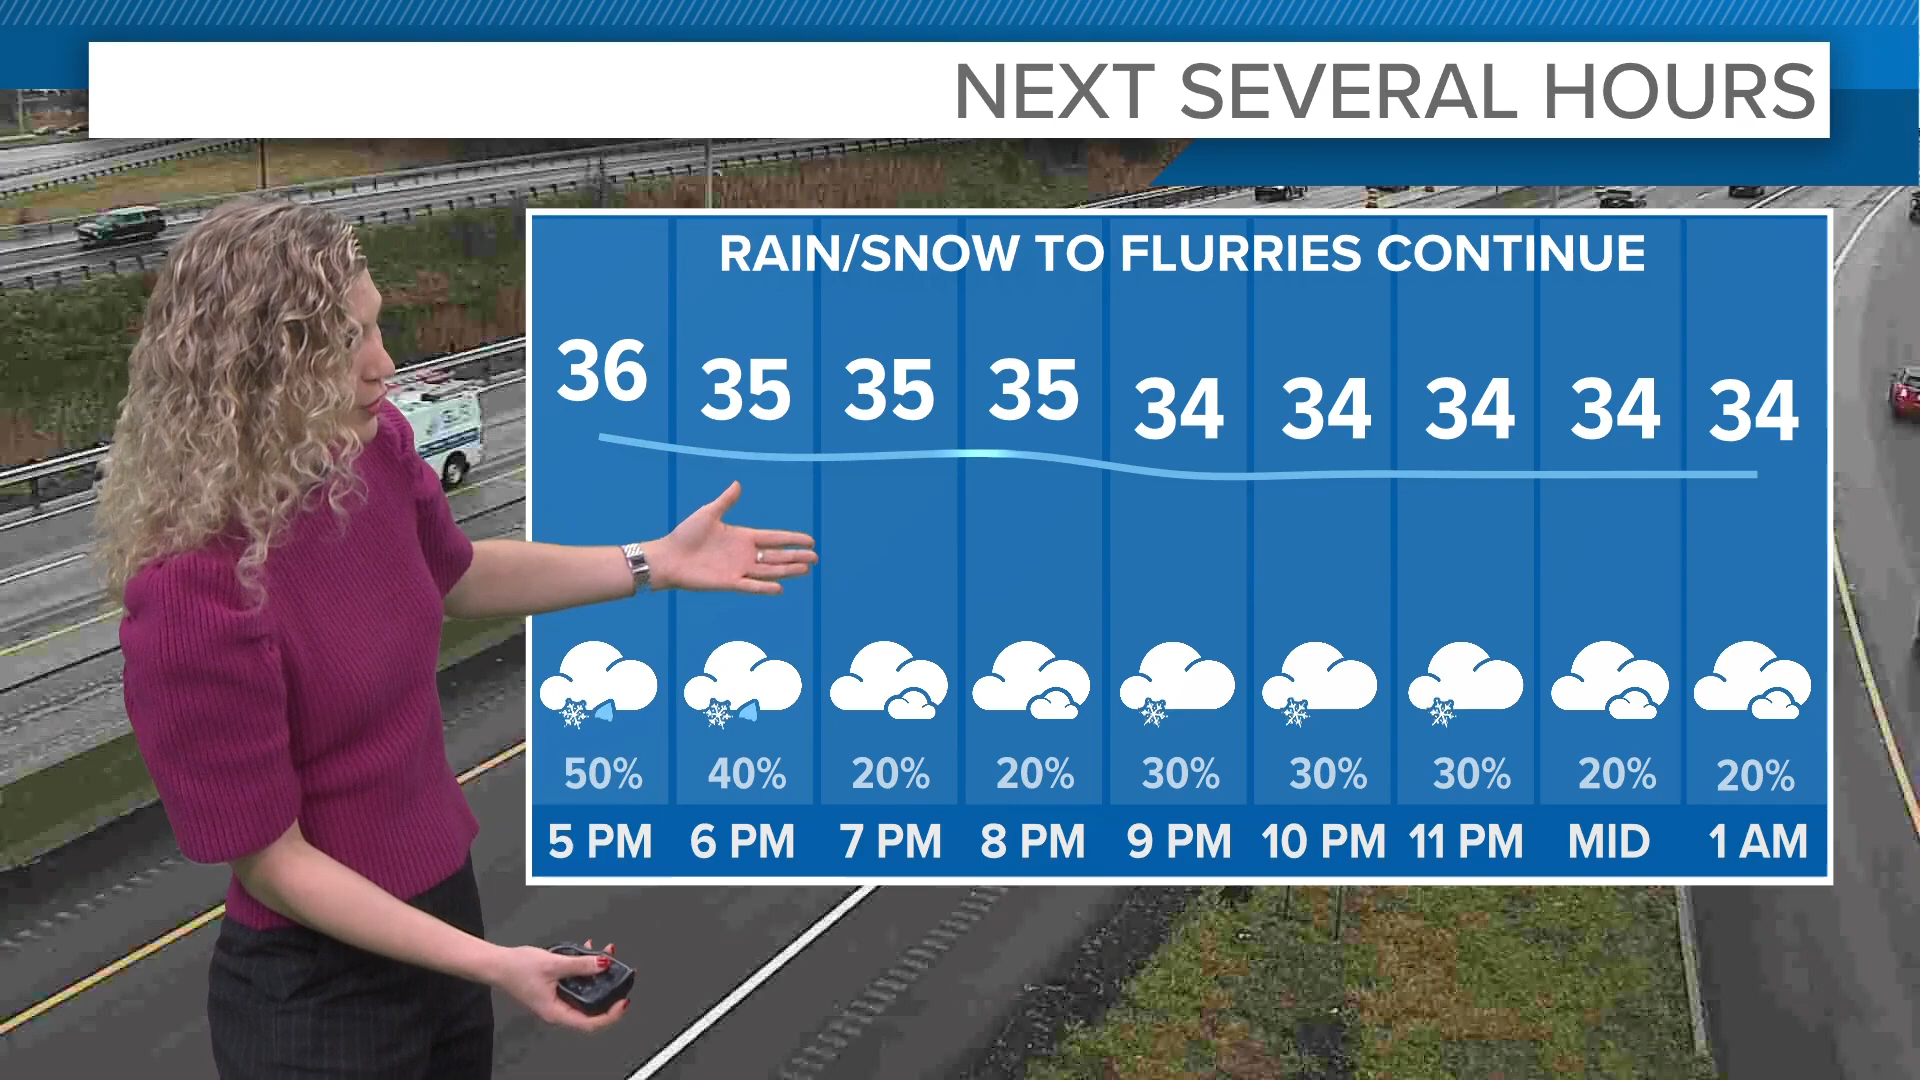 NEXT SEVERAL HOURS
RAIN/SNOW TO FLURRIES CONTINUE
36 35 35 35 34 34 34 34 34
50% 40% 20% 20% 30% 30% 30% 20% 20%
5 PM 6 PM 7 PM 8 PM 9 PM 10 PM 11 PM MID 1 AM